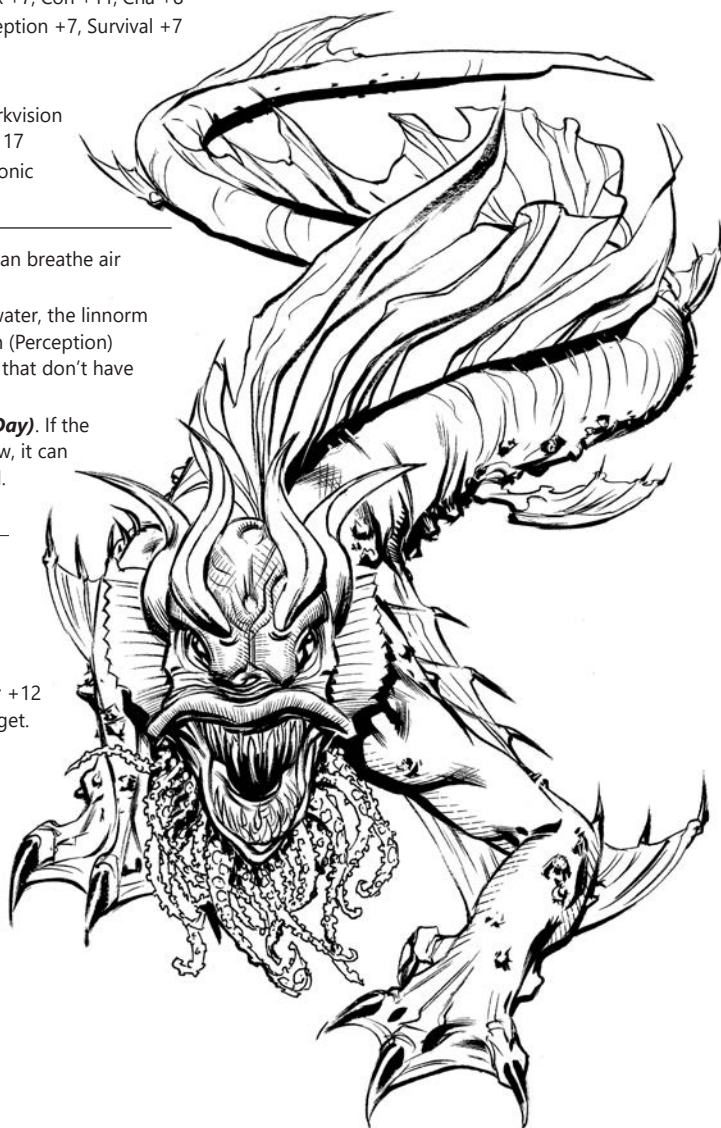 +7, Con +11, Cha +8
eption +7, Survival +7
rkvision
17
onic
an breathe air
water, the linnorm
(Perception)
that don’t have
Day). If the
w, it can
+12
get.